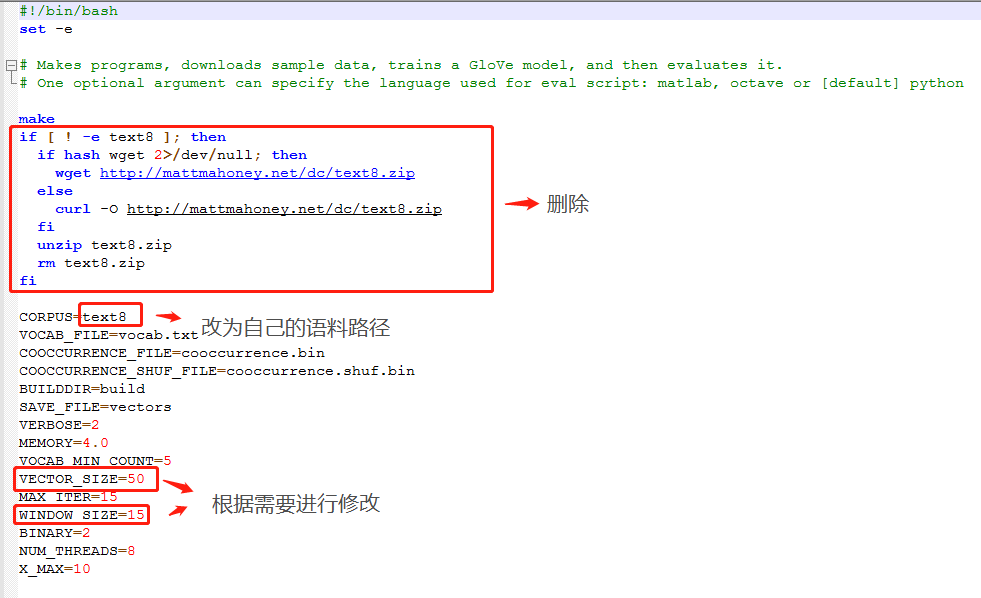 #!/bin/bash
set -e
# Makes programs, downloads sample data, trains a GloVe model, and then evaluates it.
# One optional argument can specify the language used for eval script: matlab, octave or [default] python
make
if [ ! -e text8 ]; then
  if hash wget 2>/dev/null; then
    wget http://mattmahoney.net/dc/text8.zip
  else
    curl -O http://mattmahoney.net/dc/text8.zip
  fi
  unzip text8.zip
  rm text8.zip
fi
删除
CORPUS=text8
改为自己的语料路径
VOCAB_FILE=vocab.txt
COOCCURRENCE_FILE=cooccurrence.bin
COOCCURRENCE_SHUF_FILE=cooccurrence.shuf.bin
BUILDDIR=build
SAVE_FILE=vectors
VERBOSE=2
MEMORY=4.0
VOCAB_MIN_COUNT=5
VECTOR_SIZE=50
MAX_ITER=15
根据需要进行修改
WINDOW_SIZE=15
BINARY=2
NUM_THREADS=8
X_MAX=10